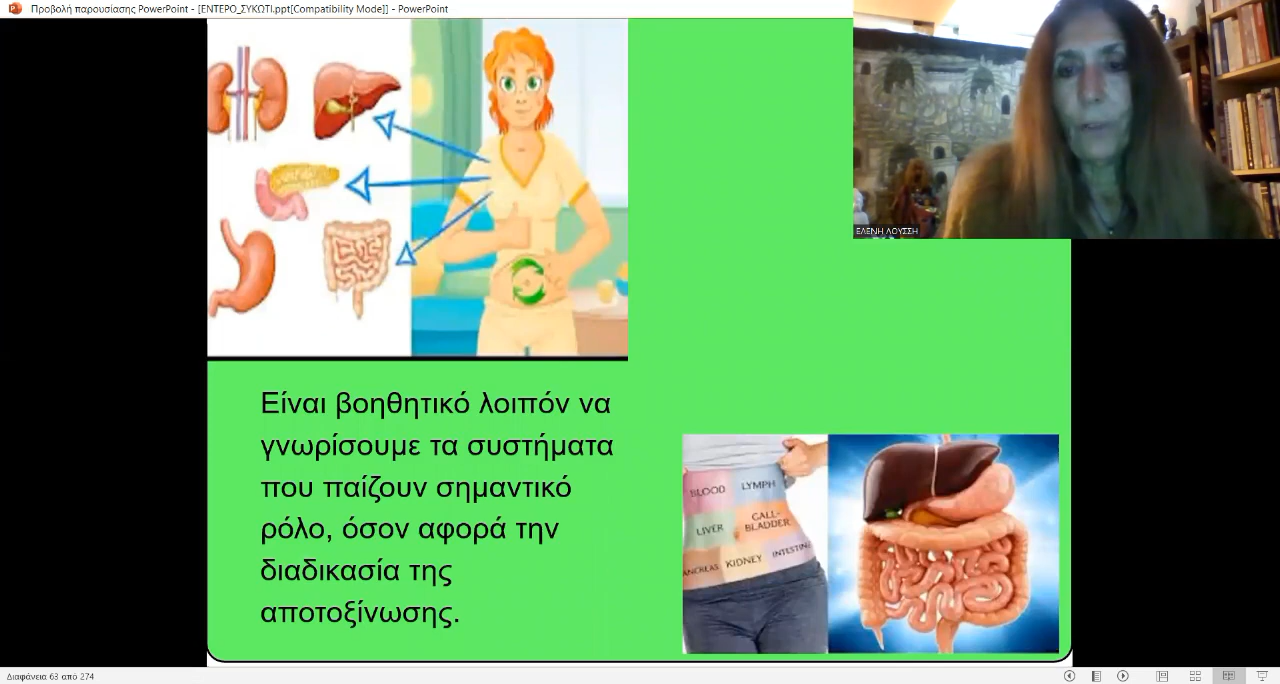 Προβολή παρουσίασης PowerPoint - [ΕΝΤΕΡΟ_ΣΥΚΩΤΙ.ppt[Compatibility Mode]] - PowerPoint
ΕΛΕΝΗ ΛΟΥΣΣΗ
Είναι βοηθητικό λοιπόν να
γνωρίσουμε τα συστήματα
που παίζουν σημαντικό
ρόλο, όσον αφορά την
διαδικασία της
αποτοξίνωσης.
BLOOD LYMPH
LIVER GALL-
BLADDER
ANCREAS KIDNEY INTESTINE
Διαφάνεια 63 από 274